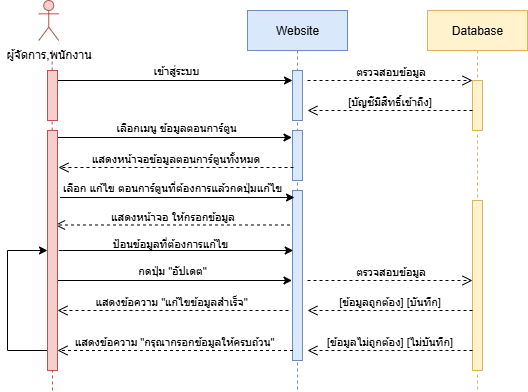 Website
Database
ผู้จัดการ,พนักงาน
เข้าสู่ระบบ
ตรวจสอบข้อมูล
[บัญชีมีสิทธิ์เข้าถึง]
เลือกเมนู ข้อมูลตอนการ์ตูน
แสดงหน้าจอข้อมูลตอนการ์ตูนทั้งหมด
เลือก แก้ไข ตอนการ์ตูนที่ต้องการแล้วกดปุ่มแก้ไข
แสดงหน้าจอ ให้กรอกข้อมูล
ป้อนข้อมูลที่ต้องการแก้ไข
กดปุ่ม "อัปเดต"
ตรวจสอบข้อมูล
แสดงข้อความ "แก้ไขข้อมูลสำเร็จ"
[ข้อมูลถูกต้อง] [บันทึก]
แสดงข้อความ "กรุณากรอกข้อมูลให้ครบถ้วน"
[ข้อมูลไม่ถูกต้อง] [ไม่บันทึก]